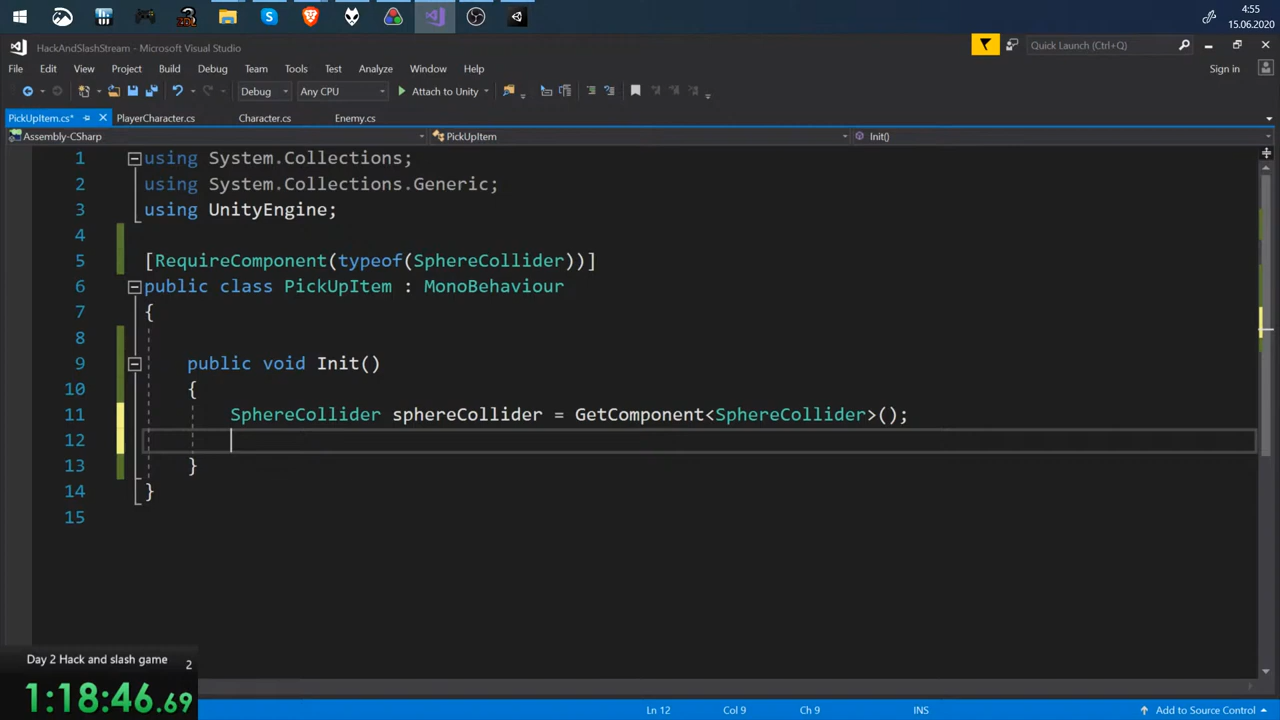 4:55
15.06.2020
HackAndSlashStream - Microsoft Visual Studio
Quick Launch (Ctrl+Q)
File Edit View Project Build Debug Team Tools Test Analyze Window Help
Sign in
Debug Any CPU Attach to Unity
PickUpItem.cs* PlayerCharacter.cs Character.cs Enemy.cs
Assembly-CSharp PickUpItem Init()
1 using System.Collections;
2 using System.Collections.Generic;
3 using UnityEngine;
4
5 [RequireComponent(typeof(SphereCollider))]
6 public class PickUpItem : MonoBehaviour
7 {
8
9 public void Init()
10 {
11 SphereCollider sphereCollider = GetComponent<SphereCollider>();
12
13 }
14 }
15
Day 2 Hack and slash game 2
1:18:46.69
Ln 12 Col 9 Ch 9 INS Add to Source Control